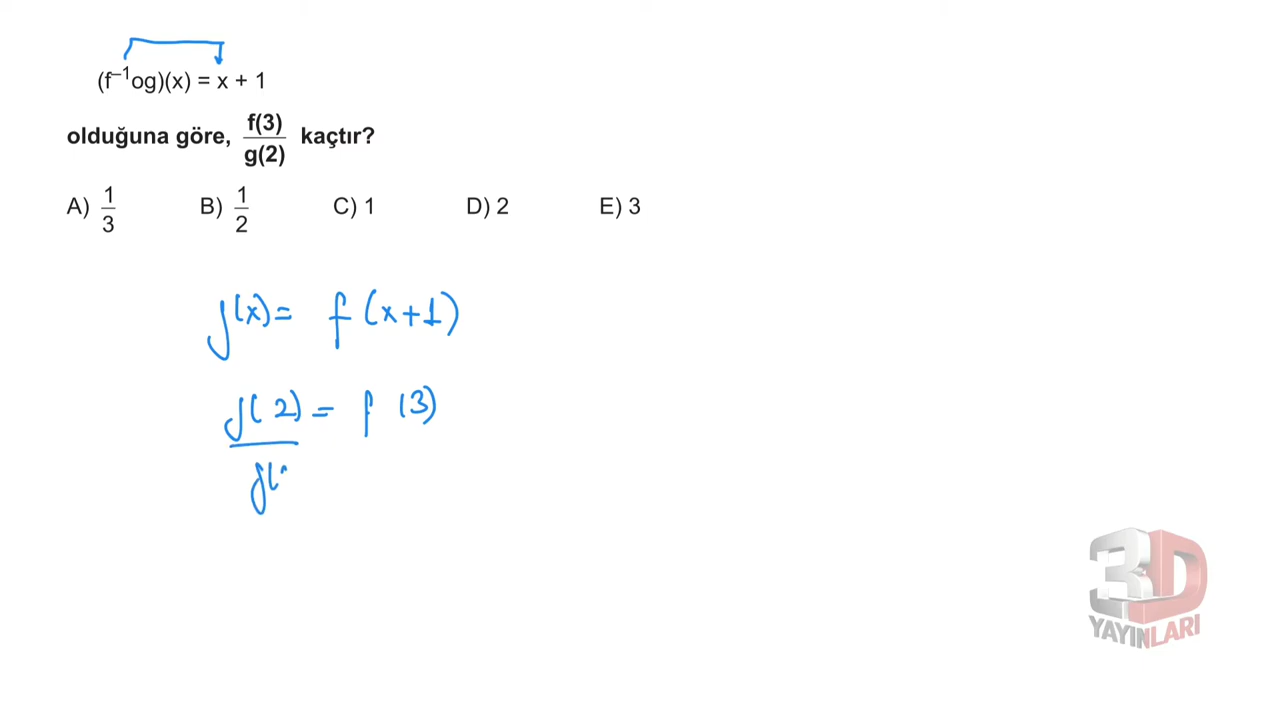 (f⁻¹og)(x) = x + 1
olduğuna göre, f(3)/g(2) kaçtır?
A) 1/3 B) 1/2 C) 1 D) 2 E) 3
g(x) = f(x+1)
g(2) = f(3)
g(
3D
YAYINLARI